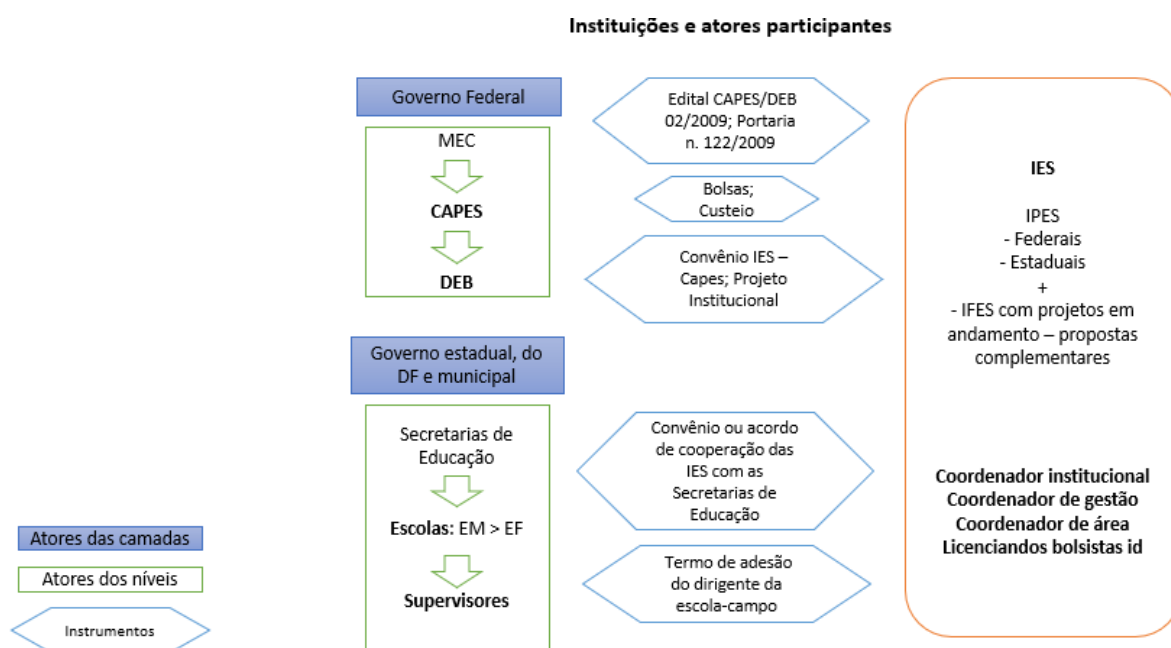 Instituições e atores participantes
Governo Federal
MEC
CAPES
DEB
Edital CAPES/DEB
02/2009; Portaria
n. 122/2009
Bolsas;
Custeio
Convênio IES –
Capes; Projeto
Institucional
Governo estadual, do
DF e municipal
Secretarias de
Educação
Escolas: EM > EF
Supervisores
Convênio ou acordo
de cooperação das
IES com as
Secretarias de
Educação
Termo de adesão
do dirigente da
escola-campo
IES
IPES
- Federais
- Estaduais
+
- IFES com projetos em
andamento – propostas
complementares
Coordenador institucional
Coordenador de gestão
Coordenador de área
Licenciandos bolsistas id
Atores das camadas
Atores dos níveis
Instrumentos